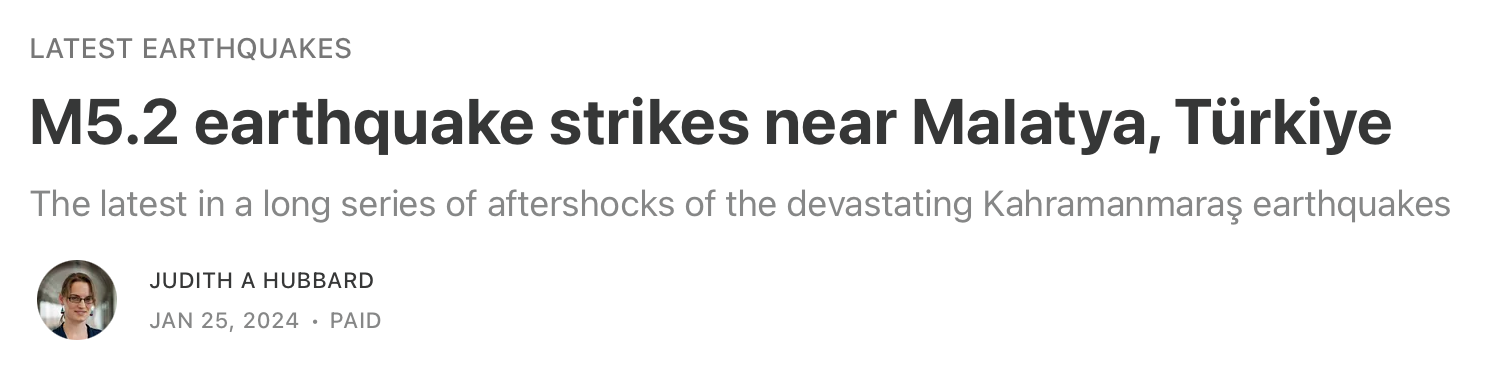 LATEST EARTHQUAKES
M5.2 earthquake strikes near Malatya, Türkiye
The latest in a long series of aftershocks of the devastating Kahramanmaraş earthquakes
JUDITH A HUBBARD
JAN 25, 2024 • PAID